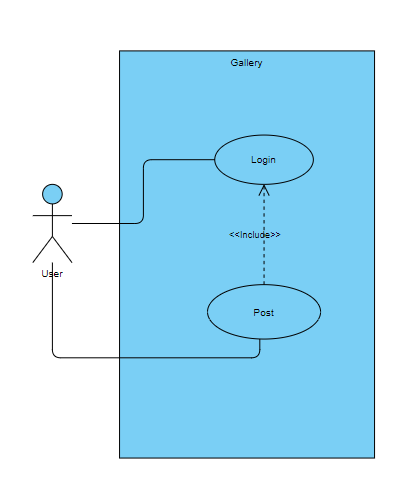 Gallery
Login
<<Include>>
User
Post